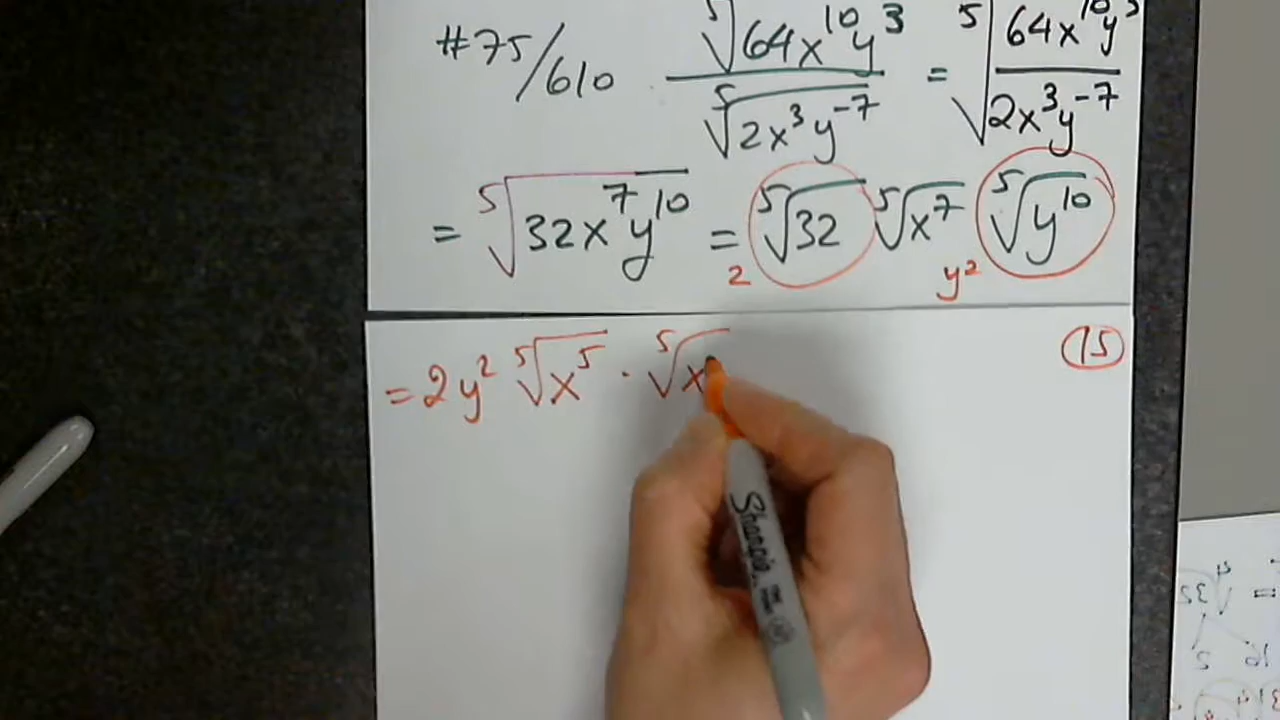 #75/610 ⁵√64x¹⁰y³ / ⁵√2x³y⁻⁷ = ⁵√(64x¹⁰y³ / 2x³y⁻⁷)
= ⁵√32x⁷y¹⁰ = ⁵√32 ⁵√x⁷ ⁵√y¹⁰
2 y²
= 2y² ⁵√x⁵ · ⁵√x
15
Sharpie